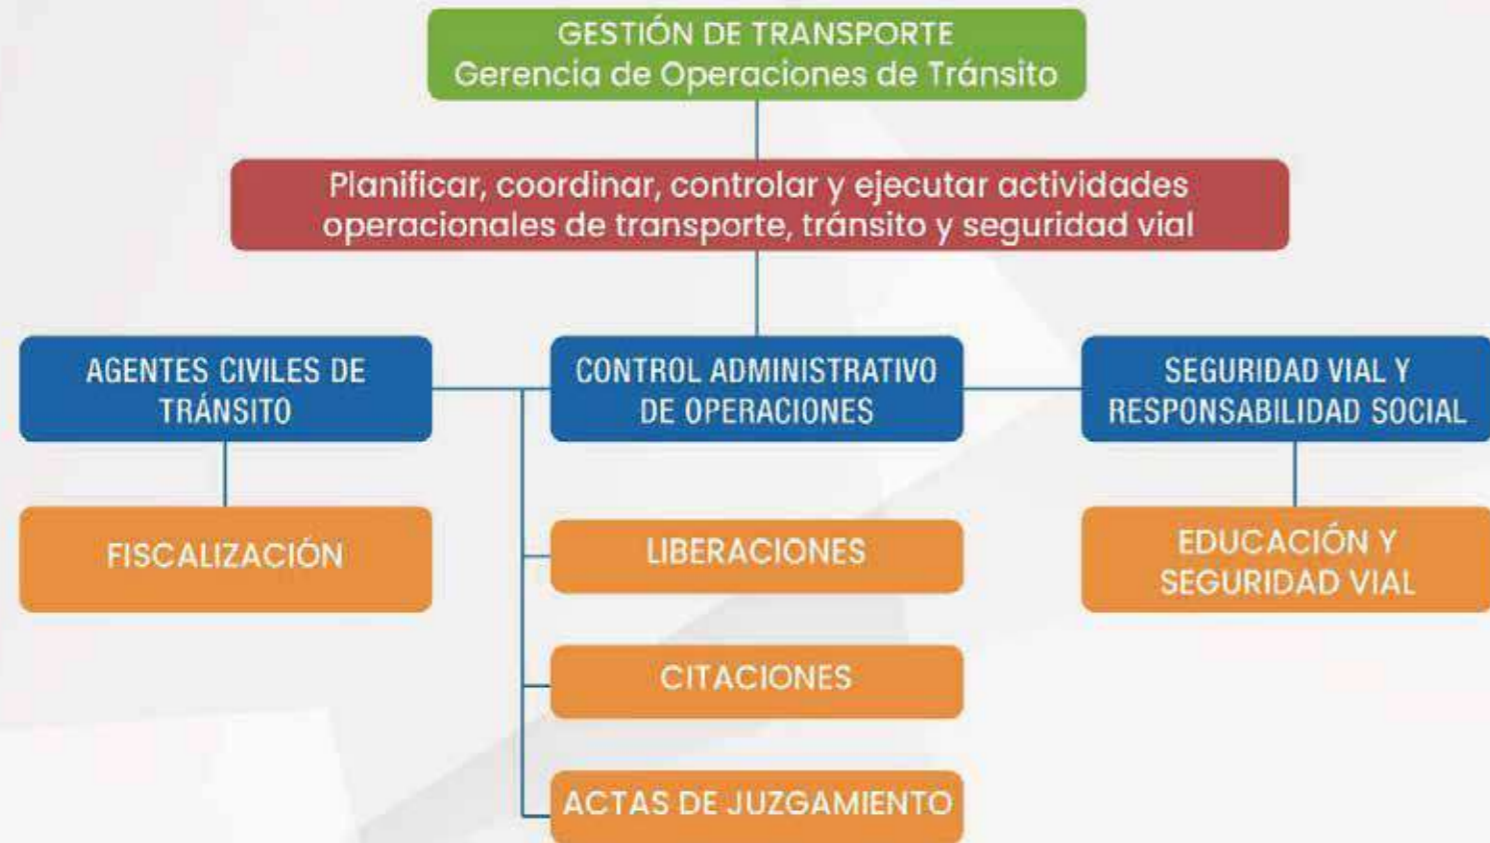 GESTIÓN DE TRANSPORTE
Gerencia de Operaciones de Tránsito
Planificar, coordinar, controlar y ejecutar actividades
operacionales de transporte, tránsito y seguridad vial
AGENTES CIVILES DE
TRÁNSITO
CONTROL ADMINISTRATIVO
DE OPERACIONES
SEGURIDAD VIAL Y
RESPONSABILIDAD SOCIAL
FISCALIZACIÓN
LIBERACIONES
CITACIONES
ACTAS DE JUZGAMIENTO
EDUCACIÓN Y
SEGURIDAD VIAL